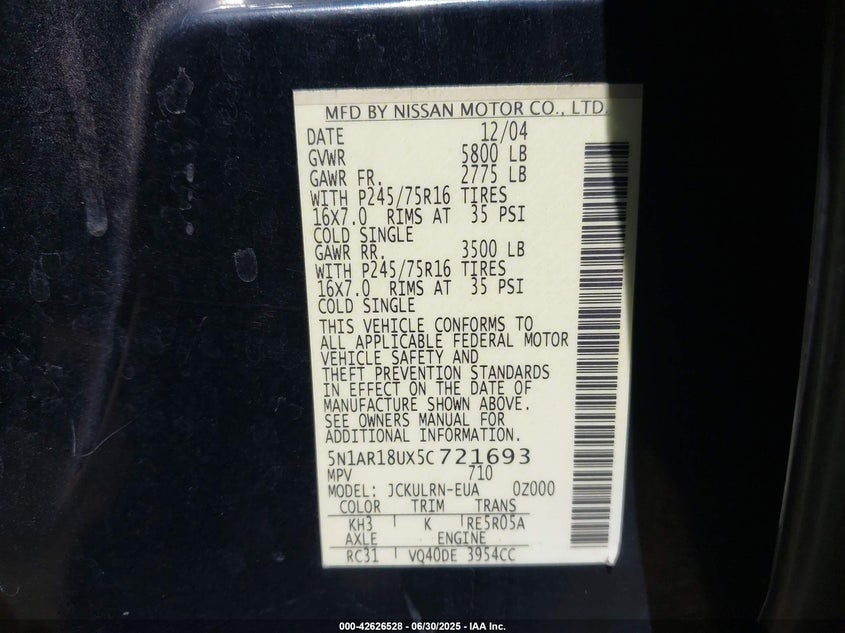 MFD BY NISSAN MOTOR CO., LTD.
DATE 12/04
GVWR 5800 LB
GAWR FR. 2775 LB
WITH P245/75R16 TIRES
16X7.0 RIMS AT 35 PSI
COLD SINGLE
GAWR RR. 3500 LB
WITH P245/75R16 TIRES
16X7.0 RIMS AT 35 PSI
COLD SINGLE
THIS VEHICLE CONFORMS TO
ALL APPLICABLE FEDERAL MOTOR
VEHICLE SAFETY AND
THEFT PREVENTION STANDARDS
IN EFFECT ON THE DATE OF
MANUFACTURE SHOWN ABOVE.
SEE OWNERS MANUAL FOR
ADDITIONAL INFORMATION.
5N1AR18UX5C721693
MPV 710
MODEL: JCKULRN-EUA 0Z000
COLOR TRIM TRANS
KH3 K RE5R05A
AXLE ENGINE
RC31 VQ40DE 3954CC
000-42626528 - 06/30/2025 - IAA Inc.